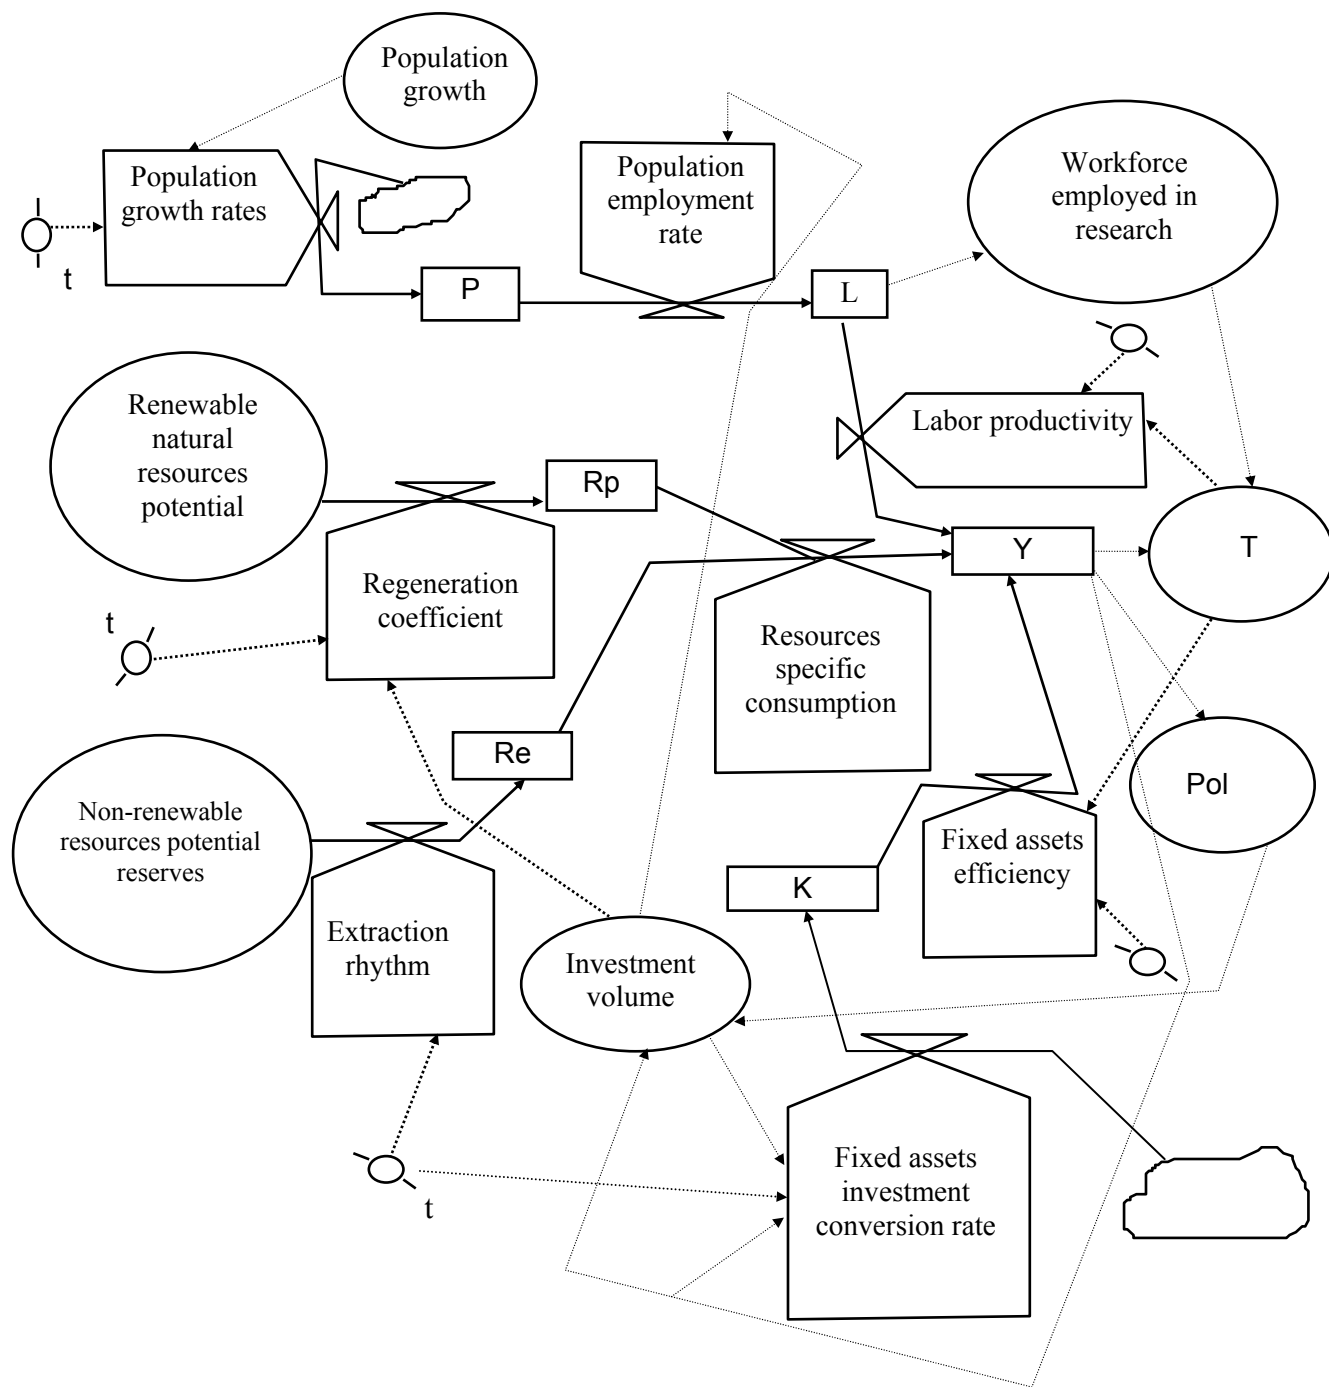 Population
growth
Population
growth rates
t
Population
employment
rate
Workforce
employed in
research
P
L
Renewable
natural
resources
potential
Labor productivity
Rp
Y
T
Regeneration
coefficient
t
Resources
specific
consumption
Re
Pol
Non-renewable
resources potential
reserves
Fixed assets
efficiency
K
Extraction
rhythm
Investment
volume
Fixed assets
investment
conversion rate
t